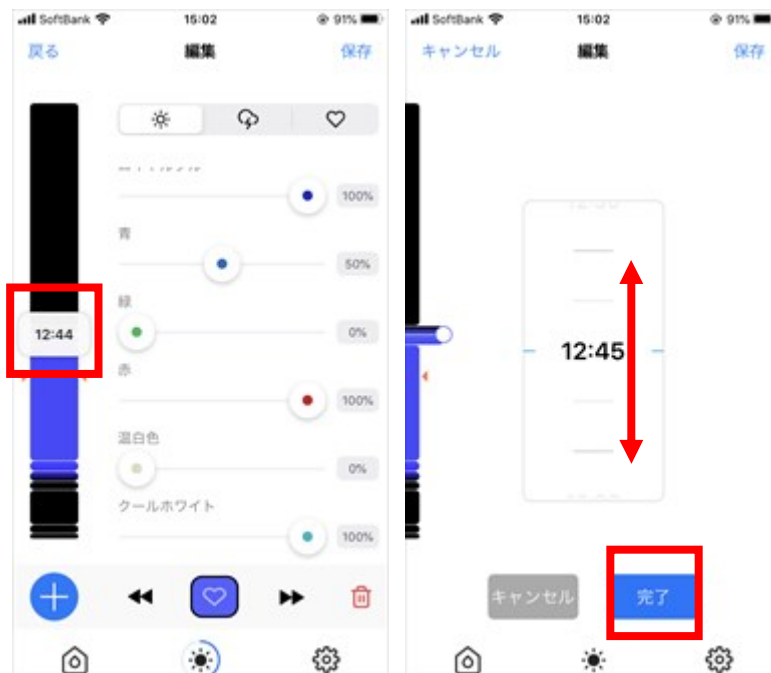 SoftBank 15:02 91%
戻る 編集 保存
100%
青
50%
緑
12:44
0%
赤
100%
温白色
0%
クールホワイト
100%
SoftBank 15:02 91%
キャンセル 編集 保存
12:45
キャンセル 完了